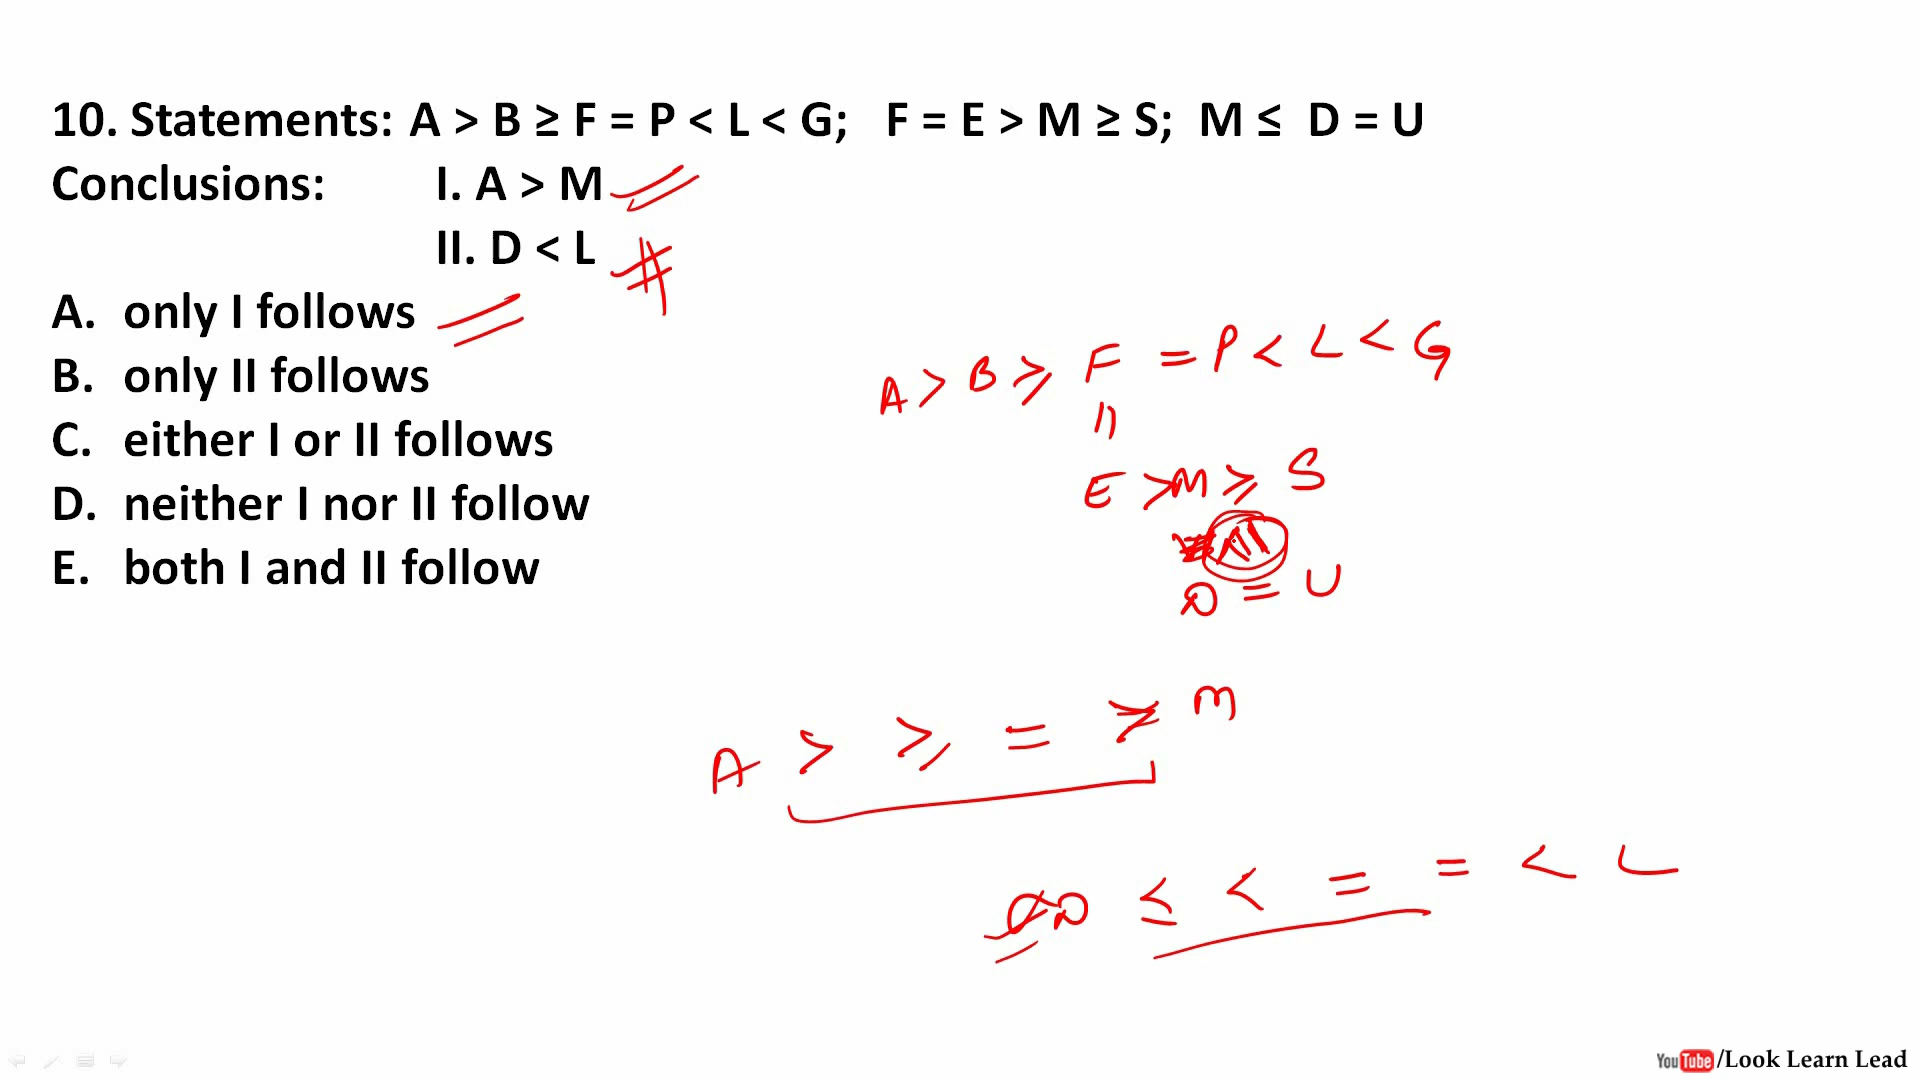 10. Statements: A > B ≥ F = P < L < G; F = E > M ≥ S; M ≤ D = U
Conclusions: I. A > M
II. D < L
A. only I follows
B. only II follows
C. either I or II follows
D. neither I nor II follow
E. both I and II follow
A > B ≥ F = P < L < G
=
E > M ≥ S
D = U
A > ≥ = > M
D ≤ < = = < L
YouTube/Look Learn Lead